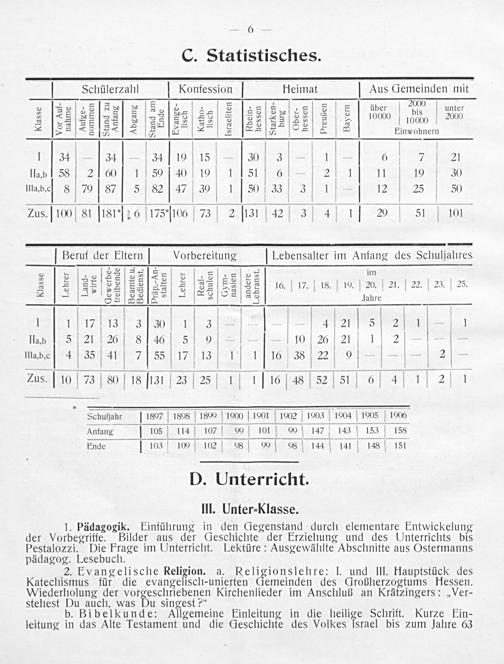 — 6 —
C. Statistisches.
Klasse | Schülerzahl | Konfession | Heimat | Aus Gemeinden mit
Vor Aufnahme | Aufgenommen | Stand zu Anfang | Abgang | Stand am Ende | Evangelisch | Katholisch | Israeliten | Rheinhessen | Starkenburg | Oberhessen | Preußen | Bayern | über 10000 | 2000 bis 10000 | unter 2000
Einwohnern
I | 34 | — | 34 | — | 34 | 19 | 15 | — | 30 | 3 | — | 1 | — | 6 | 7 | 21
IIa,b | 58 | 2 | 60 | 1 | 59 | 40 | 19 | 1 | 51 | 6 | — | 2 | 1 | 11 | 19 | 30
IIIa,b,c | 8 | 79 | 87 | 5 | 82 | 47 | 39 | 1 | 50 | 33 | 3 | 1 | — | 12 | 25 | 50
Zus. | 100 | 81 | 181* | 6 | 175* | 106 | 73 | 2 | 131 | 42 | 3 | 4 | 1 | 29 | 51 | 101
Klasse | Beruf der Eltern | Vorbereitung | Lebensalter im Anfang des Schuljahres
Lehrer | Landwirte | Gewerbetreibende | Beamte u. Bedienst. | Präp.-Anstalten | Lehrer | Realschulen | Gymnasien | andere Lehranst. | 16. | 17. | 18. | 19. | 20. | 21. | 22. | 23. | 25.
im
Jahre
I | 1 | 17 | 13 | 3 | 30 | 1 | 3 | — | — | — | — | 4 | 21 | 5 | 2 | 1 | — | 1
IIa,b | 5 | 21 | 26 | 8 | 46 | 5 | 9 | — | — | — | 10 | 26 | 21 | 1 | 2 | — | — | —
IIIa,b,c | 4 | 35 | 41 | 7 | 55 | 17 | 13 | 1 | 1 | 16 | 38 | 22 | 9 | — | — | — | 2 | —
Zus. | 10 | 73 | 80 | 18 | 131 | 23 | 25 | 1 | 1 | 16 | 48 | 52 | 51 | 6 | 4 | 1 | 2 | 1
* Schuljahr | 1897 | 1898 | 1899 | 1900 | 1901 | 1902 | 1903 | 1904 | 1905 | 1906
Anfang | 105 | 114 | 107 | 99 | 101 | 99 | 147 | 143 | 153 | 158
Ende | 103 | 109 | 102 | 98 | 99 | 98 | 144 | 141 | 148 | 151
D. Unterricht.
III. Unter-Klasse.
1. Pädagogik. Einführung in den Gegenstand durch elementare Entwickelung
der Vorbegriffe. Bilder aus der Geschichte der Erziehung und des Unterrichts bis
Pestalozzi. Die Frage im Unterricht. Lektüre: Ausgewählte Abschnitte aus Ostermanns
pädagog. Lesebuch.
2. Evangelische Religion. a. Religionslehre: I. und III. Hauptstück des
Katechismus für die evangelisch-unierten Gemeinden des Großherzogtums Hessen.
Wiederholung der vorgeschriebenen Kirchenlieder im Anschluß an Krätzingers: „Ver-
stehest Du auch, was Du singest?“
b. Bibelkunde: Allgemeine Einleitung in die heilige Schrift. Kurze Ein-
leitung in das Alte Testament und die Geschichte des Volkes Israel bis zum Jahre 63